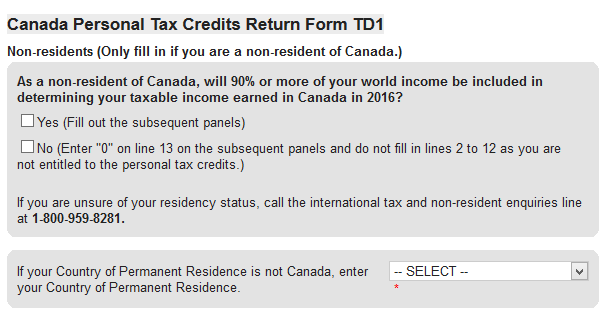 Canada Personal Tax Credits Return Form TD1
Non-residents (Only fill in if you are a non-resident of Canada.)
As a non-resident of Canada, will 90% or more of your world income be included in
determining your taxable income earned in Canada in 2016?
Yes (Fill out the subsequent panels)
No (Enter "0" on line 13 on the subsequent panels and do not fill in lines 2 to 12 as you are
not entitled to the personal tax credits.)
If you are unsure of your residency status, call the international tax and non-resident enquiries line
at 1-800-959-8281.
If your Country of Permanent Residence is not Canada, enter
your Country of Permanent Residence.
-- SELECT --
*